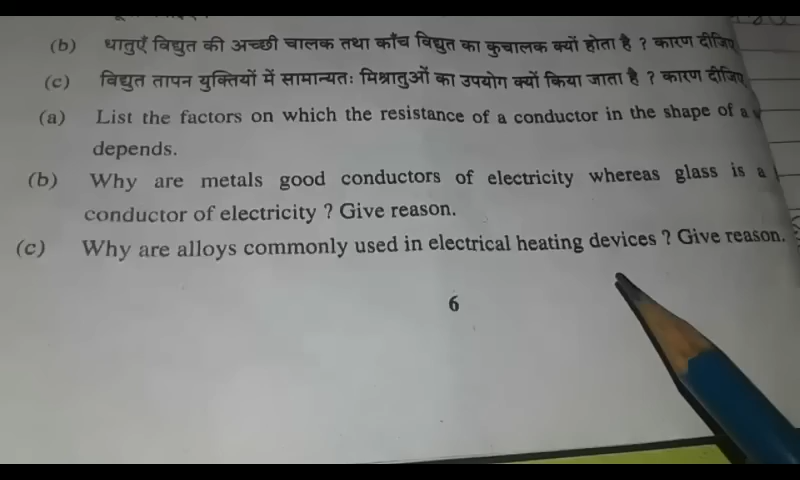 (b) धातुएँ विद्युत की अच्छी चालक तथा काँच विद्युत का कुचालक क्यों होता है ? कारण दीजिए
(c) विद्युत तापन युक्तियों में सामान्यतः मिश्रातुओं का उपयोग क्यों किया जाता है ? कारण दीजिए
(a) List the factors on which the resistance of a conductor in the shape of a
depends.
(b) Why are metals good conductors of electricity whereas glass is a
conductor of electricity ? Give reason.
(c) Why are alloys commonly used in electrical heating devices ? Give reason.
6